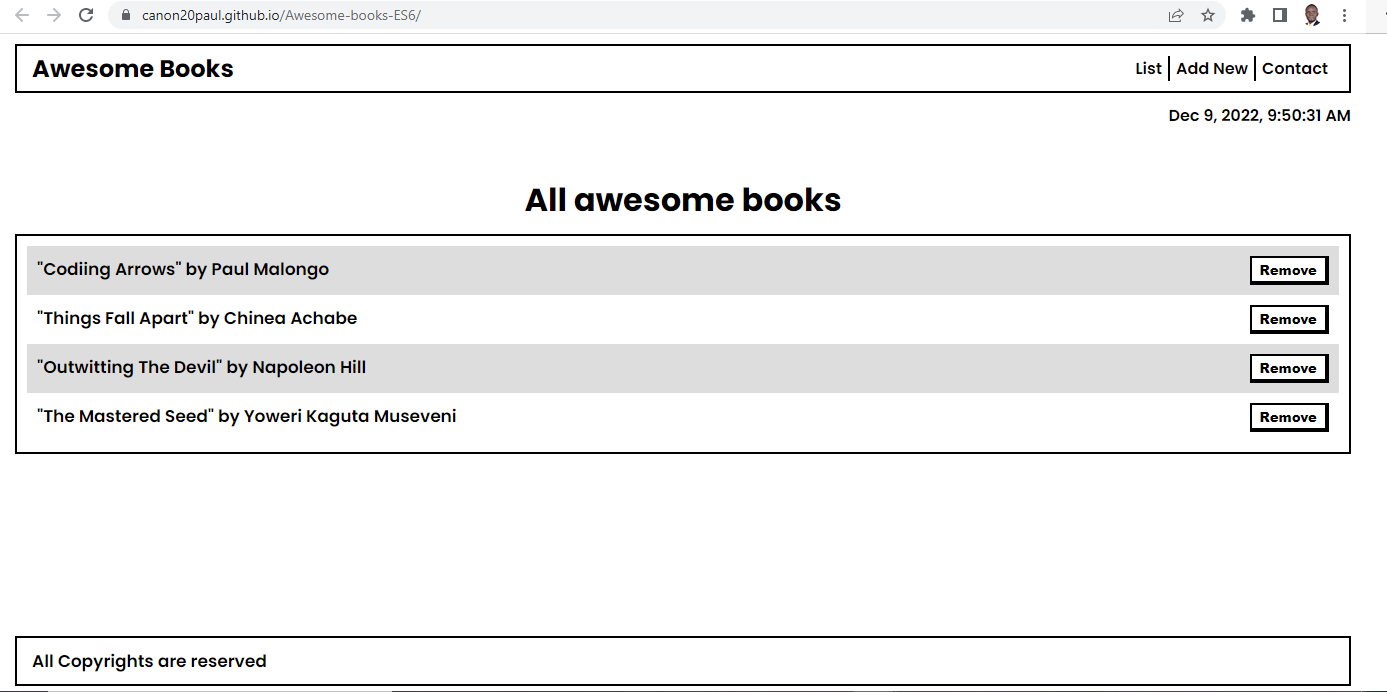 canon20paul.github.io/Awesome-books-ES6/
Awesome Books
List
Add New
Contact
Dec 9, 2022, 9:50:31 AM
All awesome books
"Codiing Arrows" by Paul Malongo
Remove
"Things Fall Apart" by Chinea Achabe
Remove
"Outwitting The Devil" by Napoleon Hill
Remove
"The Mastered Seed" by Yoweri Kaguta Museveni
Remove
All Copyrights are reserved